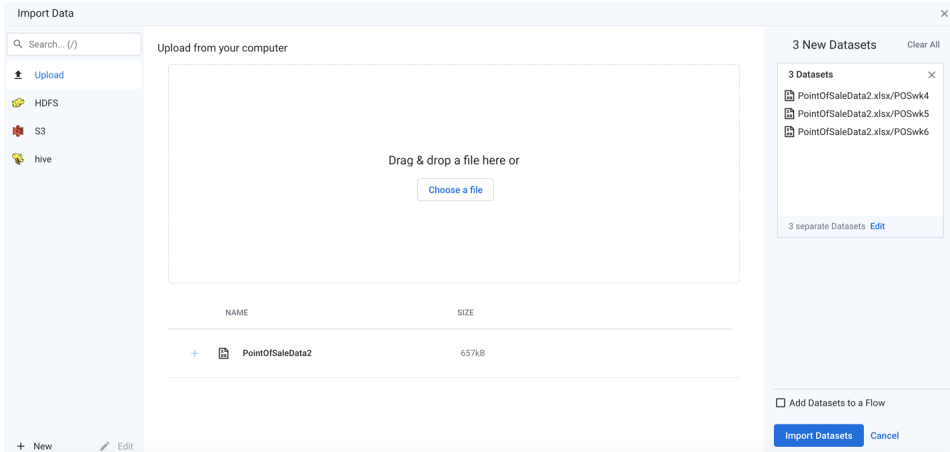 Import Data
Search... (/)
Upload
HDFS
S3
hive
+ New Edit
Upload from your computer
Drag & drop a file here or
Choose a file
NAME SIZE
+ PointOfSaleData2 657kB
3 New Datasets Clear All
3 Datasets
PointOfSaleData2.xlsx/POSwk4
PointOfSaleData2.xlsx/POSwk5
PointOfSaleData2.xlsx/POSwk6
3 separate Datasets Edit
Add Datasets to a Flow
Import Datasets Cancel